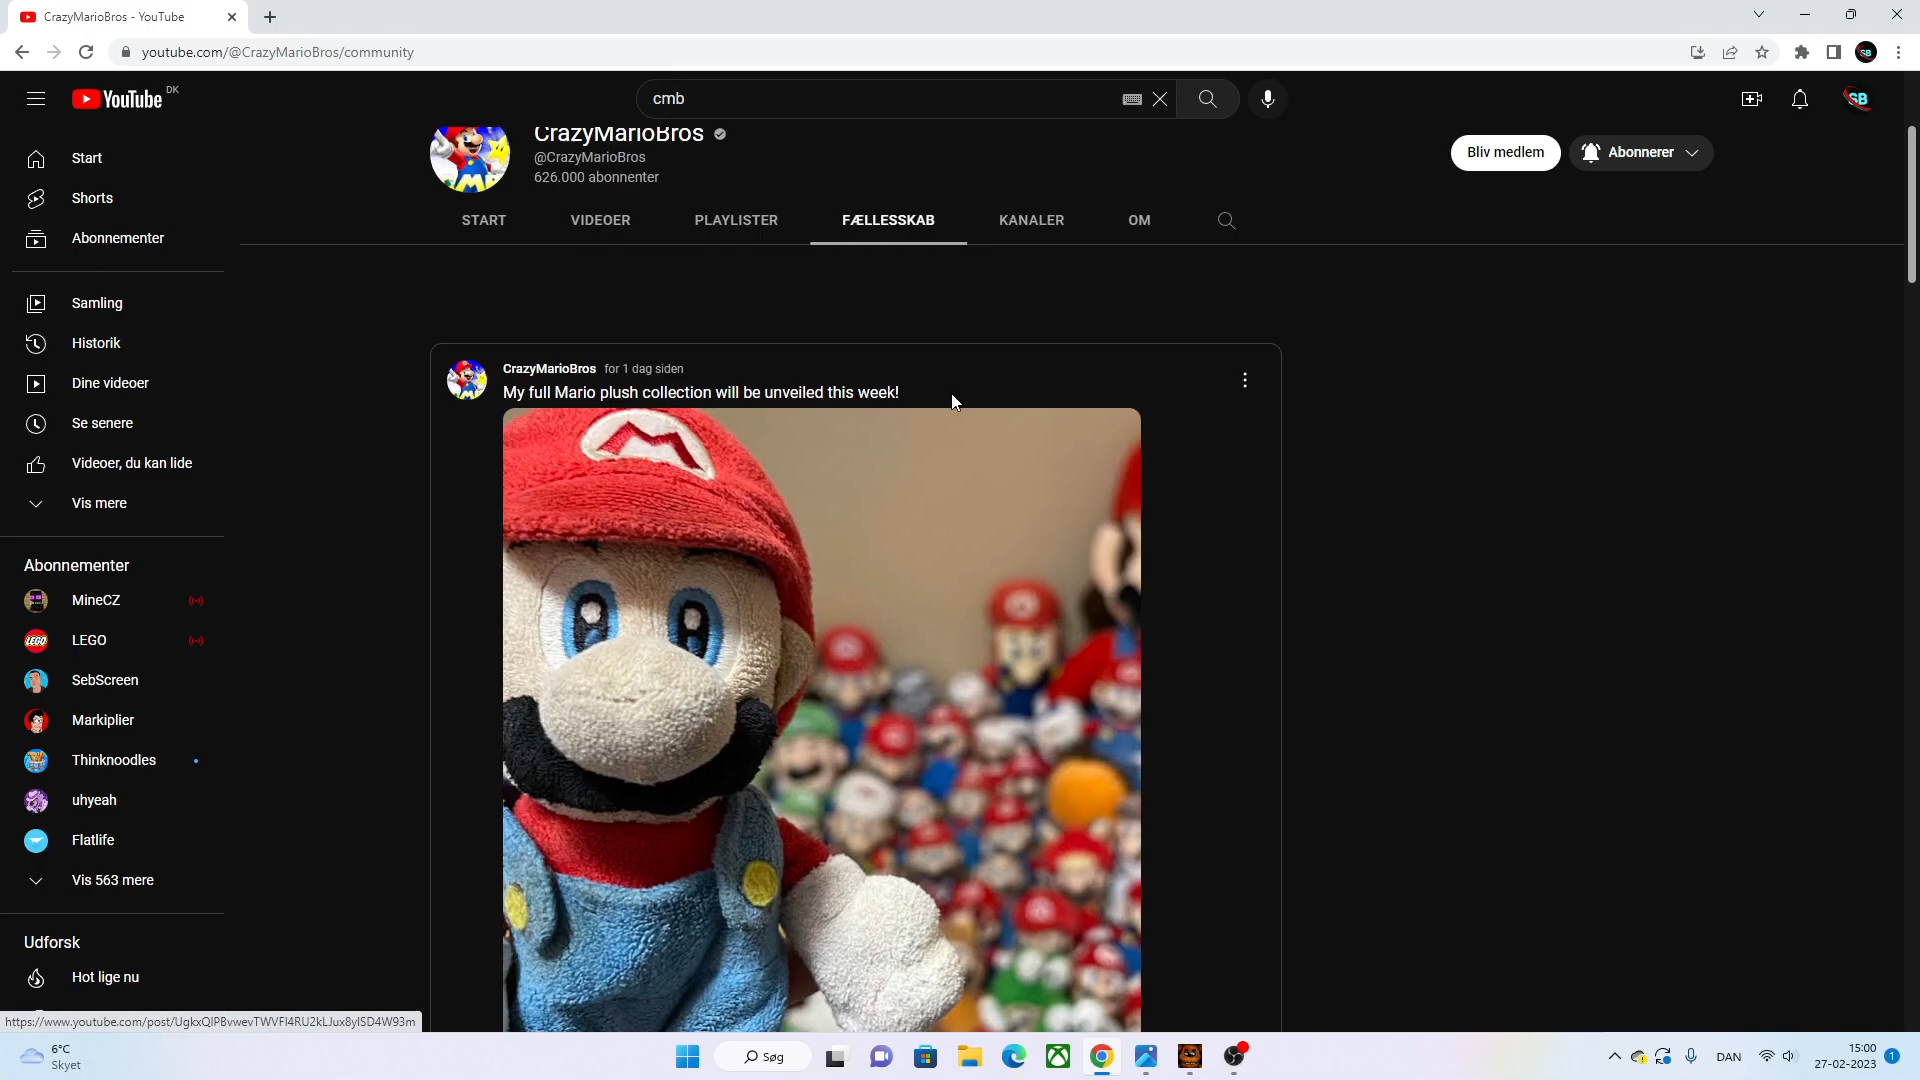 CrazyMarioBros - YouTube
youtube.com/@CrazyMarioBros/community
YouTube DK
cmb
CrazyMarioBros
@CrazyMarioBros
626.000 abonnenter
Bliv medlem
Abonnerer
START
VIDEOER
PLAYLISTER
FÆLLESSKAB
KANALER
OM
Start
Shorts
Abonnementer
Samling
Historik
Dine videoer
Se senere
Videoer, du kan lide
Vis mere
Abonnementer
MineCZ
LEGO
SebScreen
Markiplier
Thinknoodles
uhyeah
Flatlife
Vis 563 mere
Udforsk
Hot lige nu
CrazyMarioBros for 1 dag siden
My full Mario plush collection will be unveiled this week!
https://www.youtube.com/post/UgkxQlPBvwevTWVFl4RU2kLJux8ylSD4W93m
6°C
Skyet
Søg
DAN
15:00
27-02-2023
1